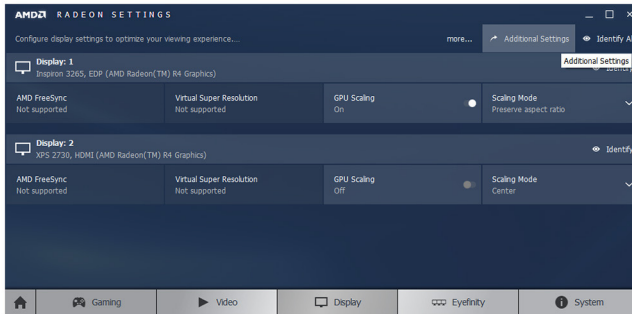 AMD RADEON SETTINGS
Configure display settings to optimize your viewing experience...
more... Additional Settings Identify Al
Additional Settings
Display: 1
Inspiron 3265, EDP (AMD Radeon(TM) R4 Graphics)
AMD FreeSync Virtual Super Resolution GPU Scaling Scaling Mode
Not supported Not supported On Preserve aspect ratio
Display: 2
XPS 2730, HDMI (AMD Radeon(TM) R4 Graphics)
Identify
AMD FreeSync Virtual Super Resolution GPU Scaling Scaling Mode
Not supported Not supported Off Center
Gaming Video Display Eyefinity System